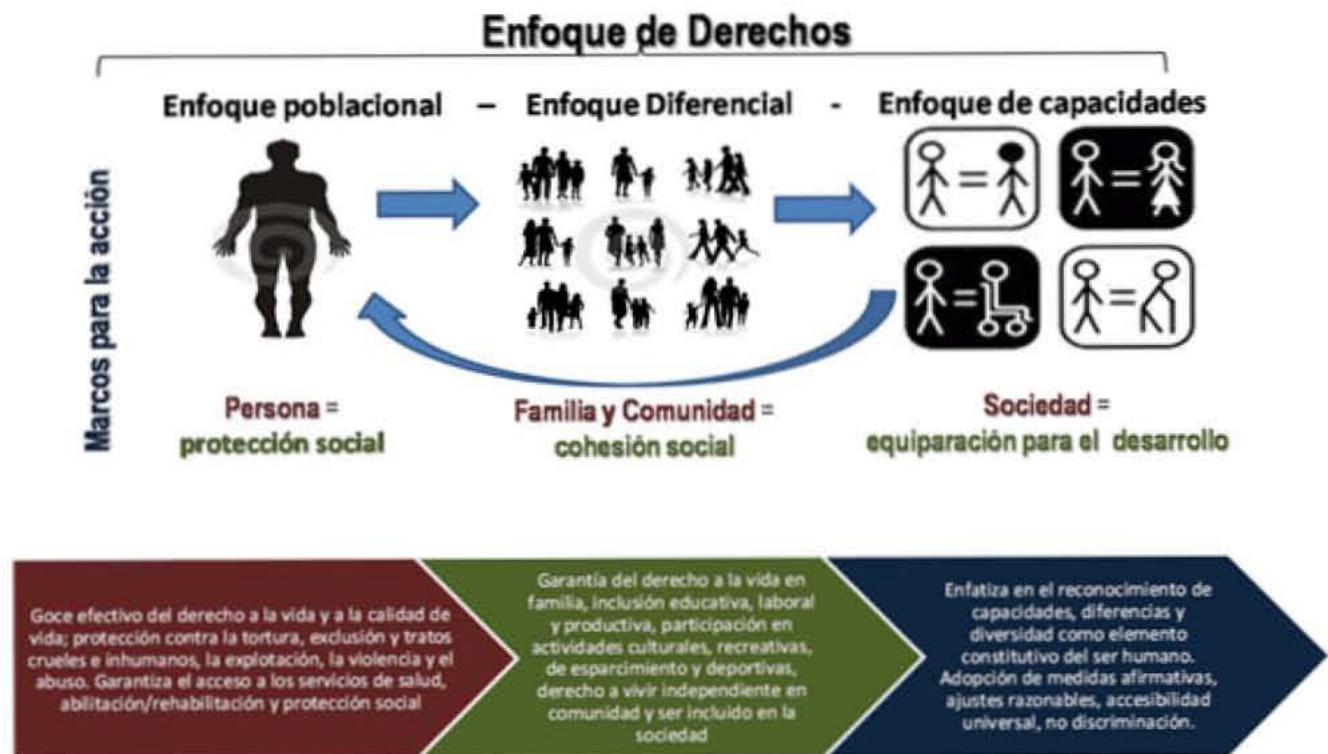 Enfoque de Derechos
Enfoque poblacional – Enfoque Diferencial - Enfoque de capacidades
Marcos para la acción
=
=
=
=
Persona =
protección social
Familia y Comunidad =
cohesión social
Sociedad =
equiparación para el desarrollo
Goce efectivo del derecho a la vida y a la calidad de
vida; protección contra la tortura, exclusión y tratos
crueles e inhumanos, la explotación, la violencia y el
abuso. Garantiza el acceso a los servicios de salud,
abilitación/rehabilitación y protección social
Garantía del derecho a la vida en
familia, inclusión educativa, laboral
y productiva, participación en
actividades culturales, recreativas,
de esparcimiento y deportivas,
derecho a vivir independiente en
comunidad y ser incluido en la
sociedad
Enfatiza en el reconocimiento de
capacidades, diferencias y
diversidad como elemento
constitutivo del ser humano.
Adopción de medidas afirmativas,
ajustes razonables, accesibilidad
universal, no discriminación.